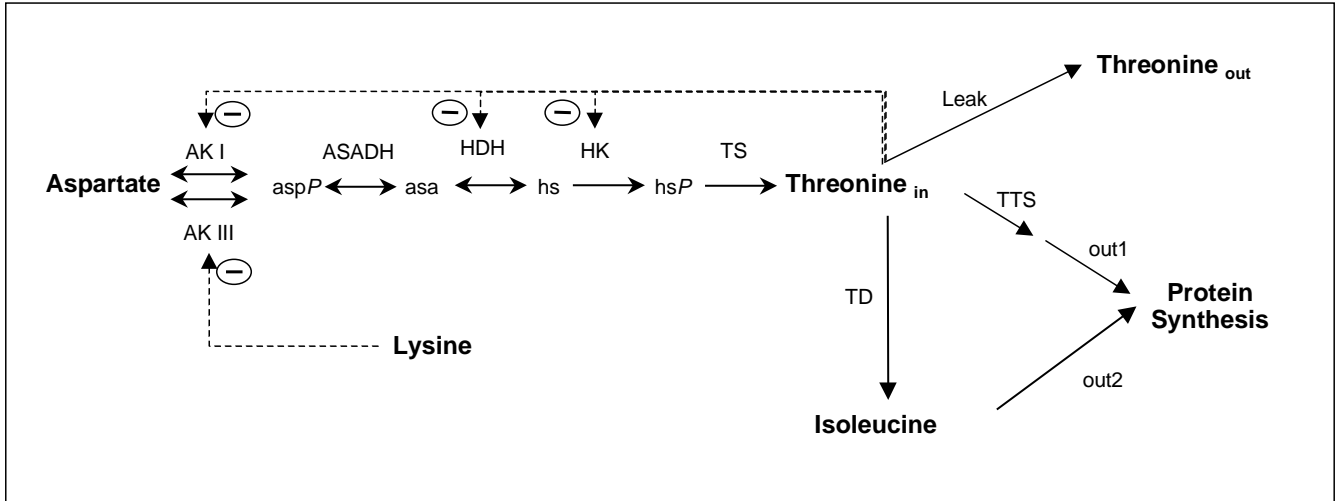 Threonine out
Leak
AK I
ASADH
HDH
HK
TS
Aspartate
aspP
asa
hs
hsP
Threonine in
TTS
AK III
out1
TD
Protein
Synthesis
Lysine
out2
Isoleucine